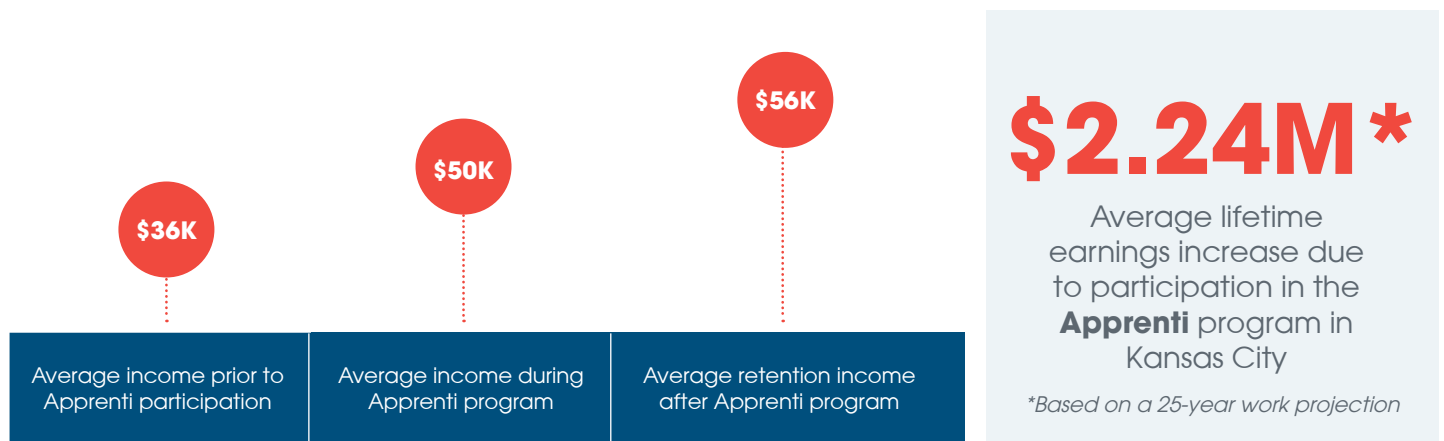 $36K
$50K
$56K
Average income prior to
Apprenti participation
Average income during
Apprenti program
Average retention income
after Apprenti program
$2.24M*
Average lifetime
earnings increase due
to participation in the
Apprenti program in
Kansas City
*Based on a 25-year work projection